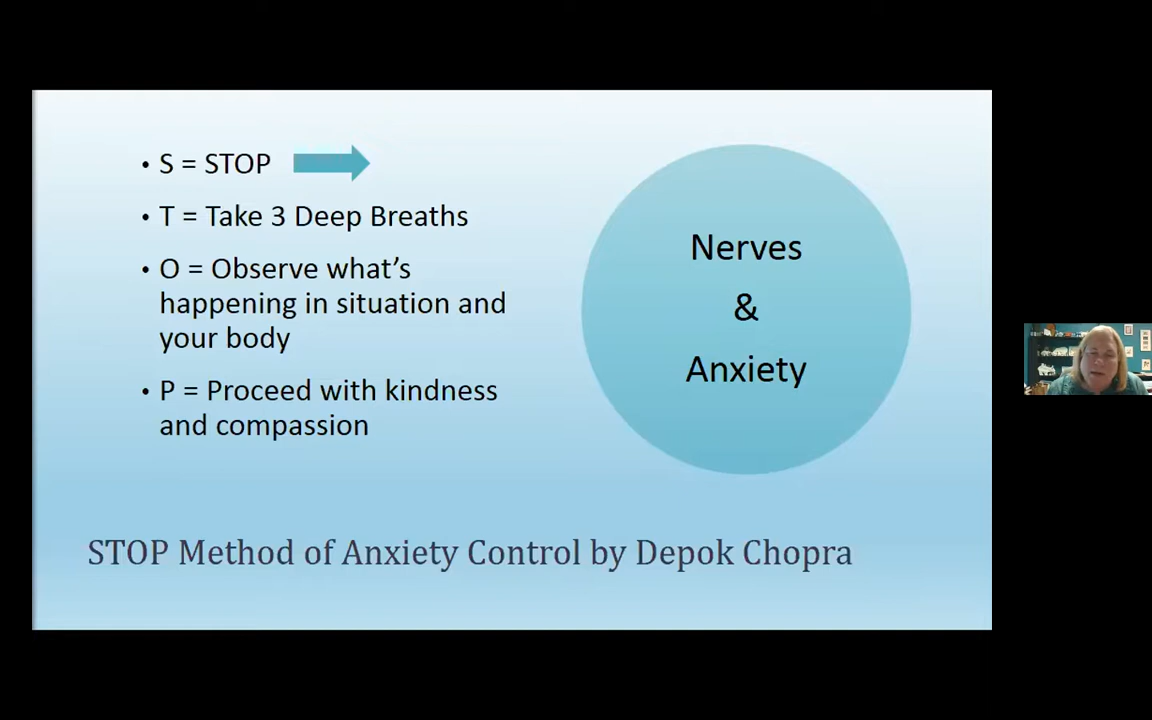 • S = STOP
• T = Take 3 Deep Breaths
• O = Observe what’s
happening in situation and
your body
• P = Proceed with kindness
and compassion
Nerves
&
Anxiety
STOP Method of Anxiety Control by Depok Chopra